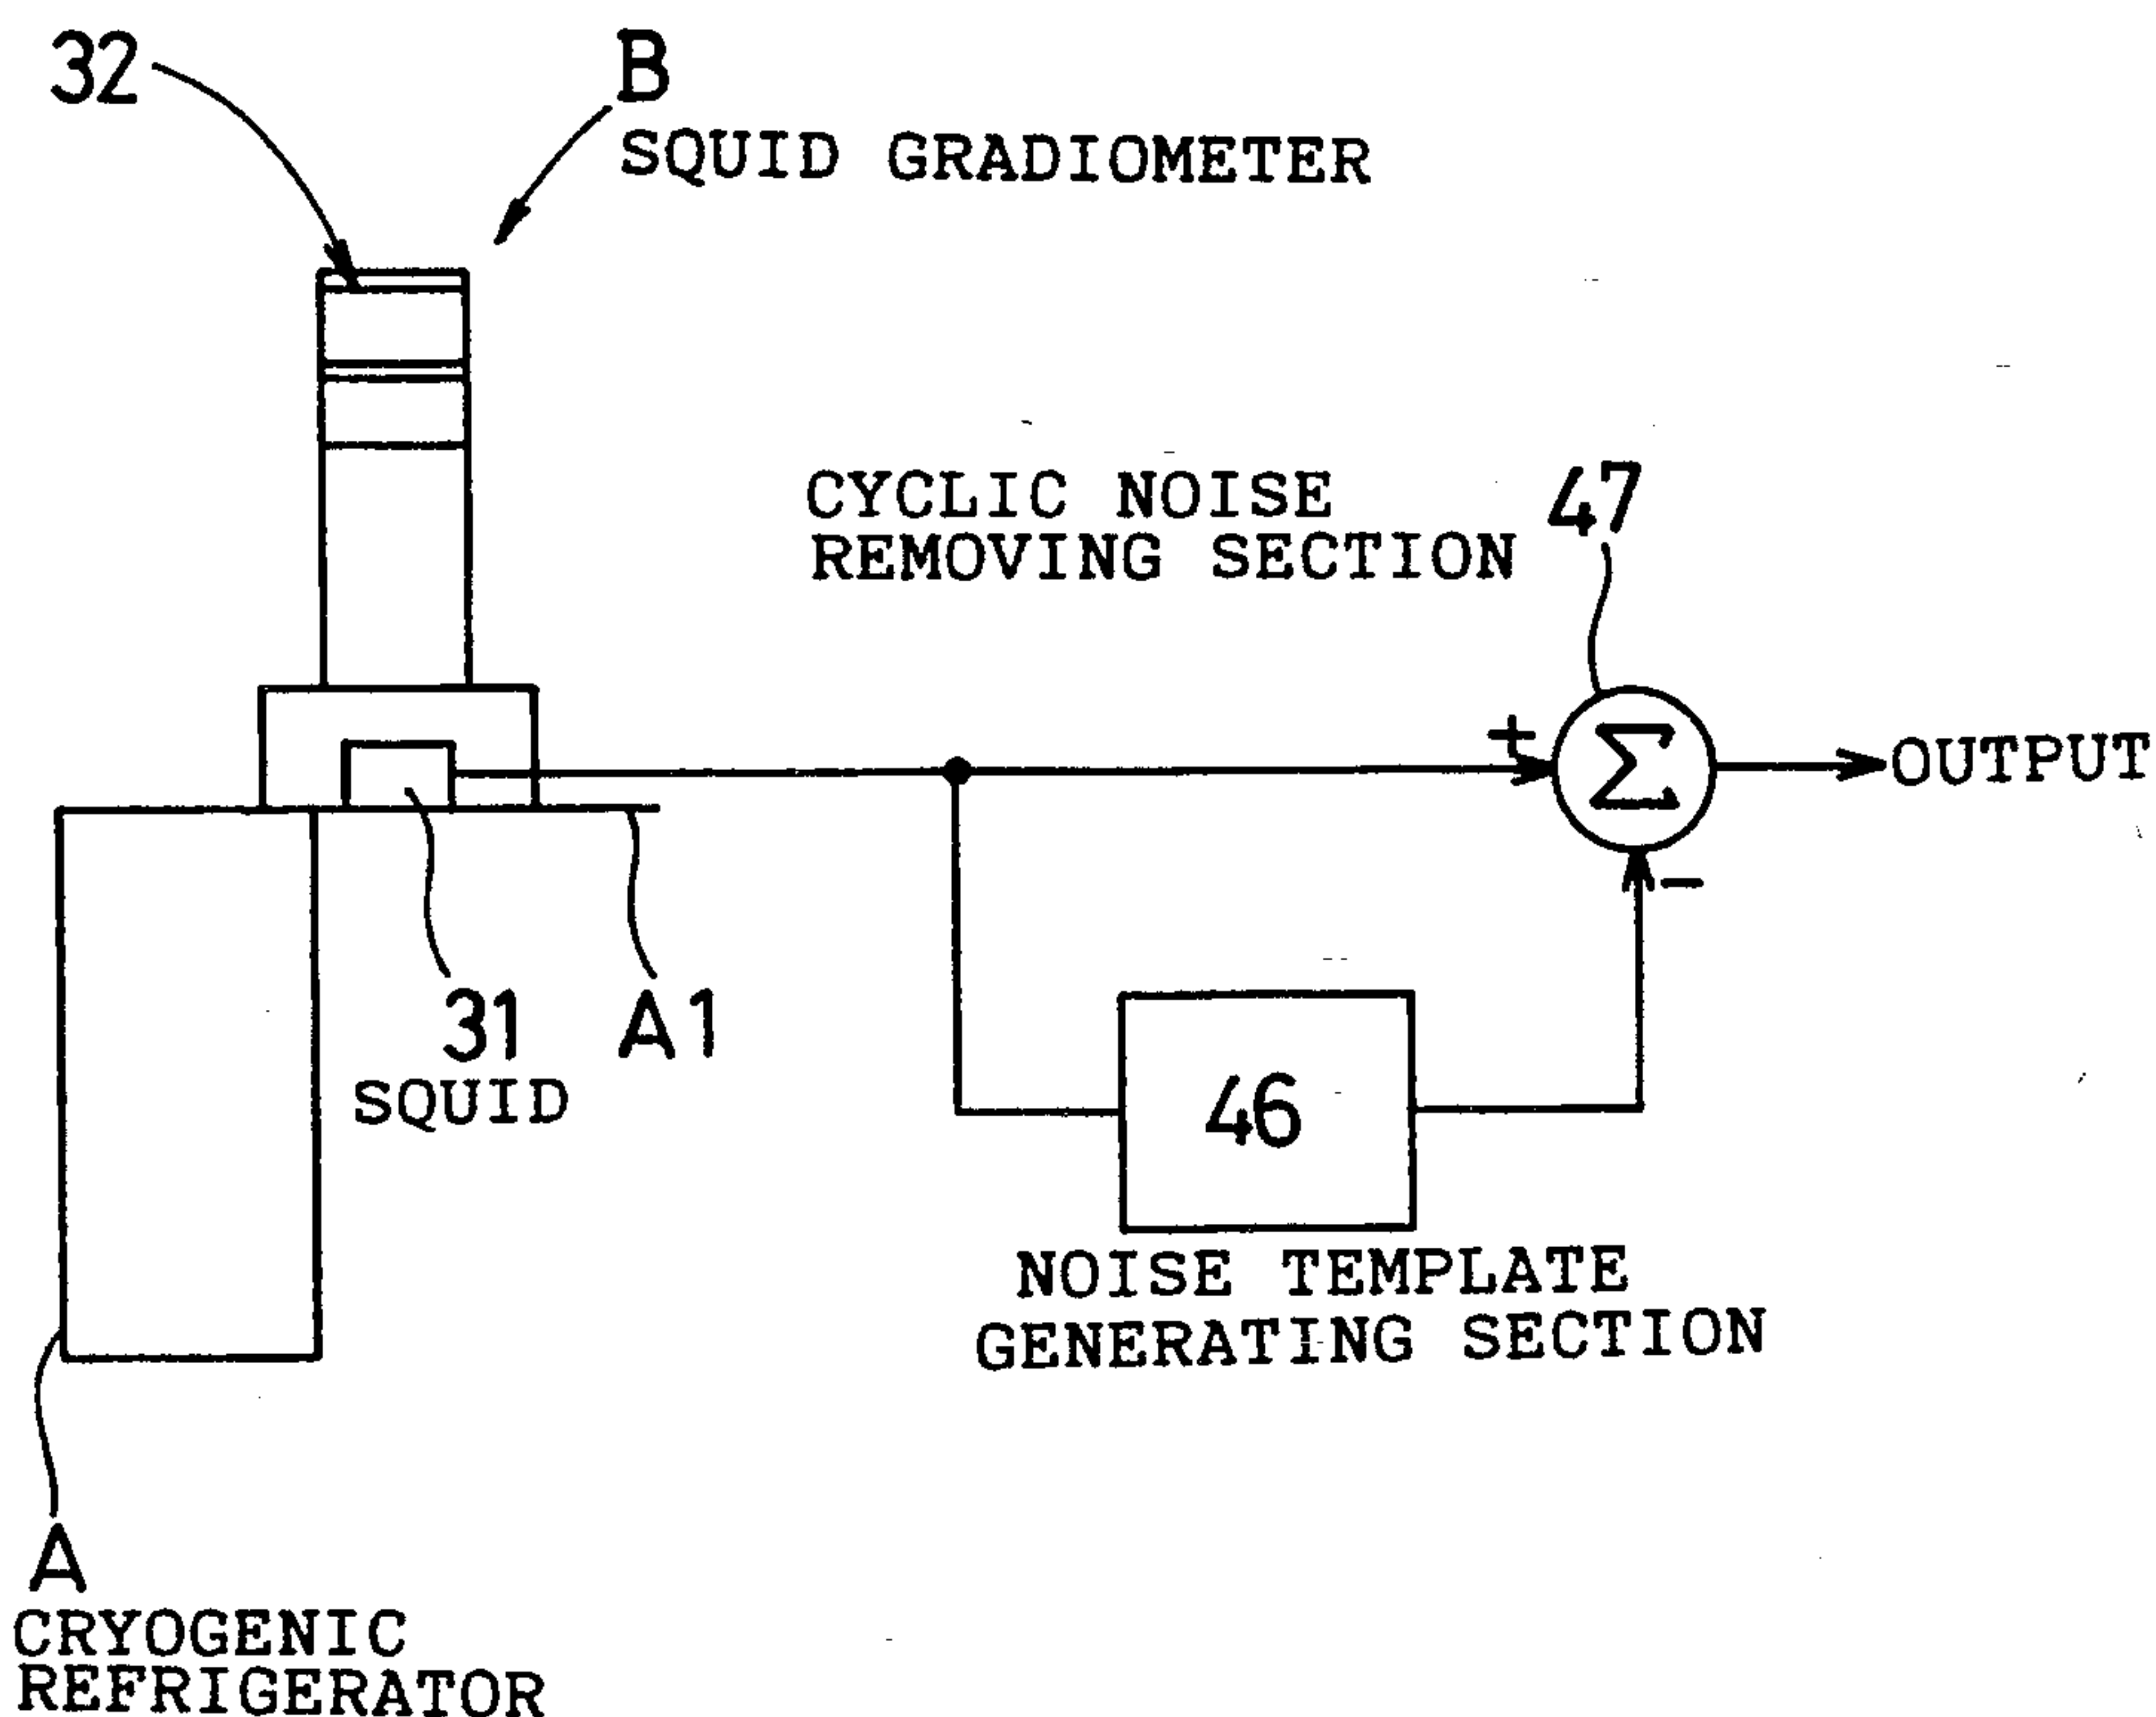 32
B
SQUID GRADIOMETER
CYCLIC NOISE
REMOVING SECTION
47
+
Σ
OUTPUT
-
31
SQUID
A1
46
NOISE TEMPLATE
GENERATING SECTION
A
CRYOGENIC
REFRIGERATOR